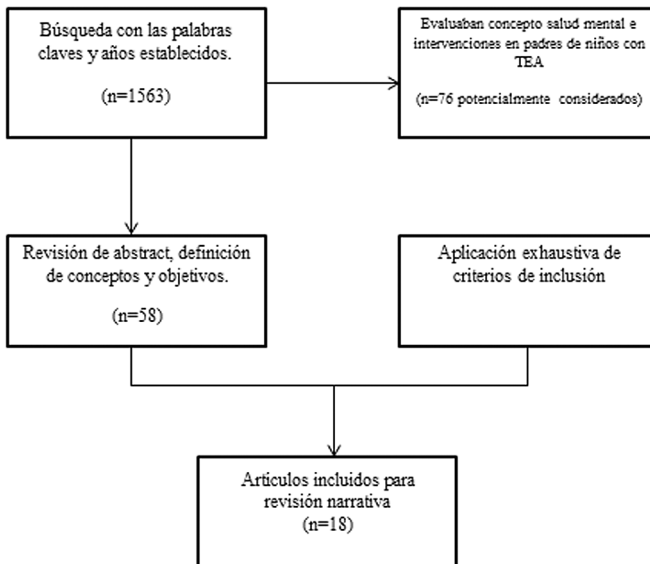 Búsqueda con las palabras
claves y años establecidos.
(n=1563)
Evaluaban concepto salud mental e
intervenciones en padres de niños con
TEA
(n=76 potencialmente considerados)
Revisión de abstract, definición
de conceptos y objetivos.
(n=58)
Aplicación exhaustiva de
criterios de inclusión
Artículos incluidos para
revisión narrativa
(n=18)